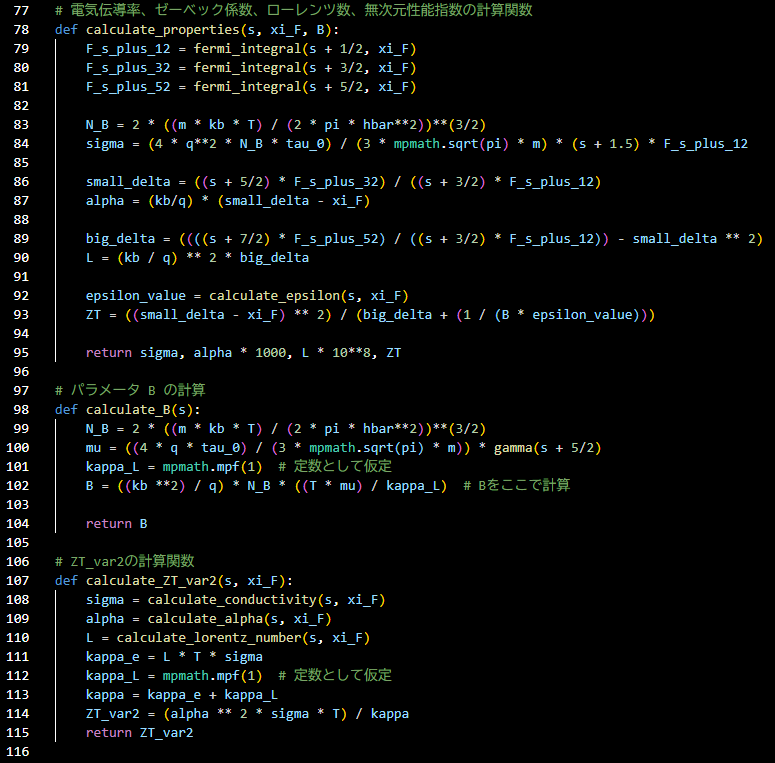 77 # 電気伝導率、ゼーベック係数、ローレンツ数、無次元性能指数の計算関数
78 def calculate_properties(s, xi_F, B):
79     F_s_plus_12 = fermi_integral(s + 1/2, xi_F)
80     F_s_plus_32 = fermi_integral(s + 3/2, xi_F)
81     F_s_plus_52 = fermi_integral(s + 5/2, xi_F)
82
83     N_B = 2 * ((m * kb * T) / (2 * pi * hbar**2))**(3/2)
84     sigma = (4 * q**2 * N_B * tau_0) / (3 * mpmath.sqrt(pi) * m) * (s + 1.5) * F_s_plus_12
85
86     small_delta = ((s + 5/2) * F_s_plus_32) / ((s + 3/2) * F_s_plus_12)
87     alpha = (kb/q) * (small_delta - xi_F)
88
89     big_delta = ((((s + 7/2) * F_s_plus_52) / ((s + 3/2) * F_s_plus_12)) - small_delta ** 2)
90     L = (kb / q) ** 2 * big_delta
91
92     epsilon_value = calculate_epsilon(s, xi_F)
93     ZT = ((small_delta - xi_F) ** 2) / (big_delta + (1 / (B * epsilon_value)))
94
95     return sigma, alpha * 1000, L * 10**8, ZT
96
97 # パラメータ B の計算
98 def calculate_B(s):
99     N_B = 2 * ((m * kb * T) / (2 * pi * hbar**2))**(3/2)
100     mu = ((4 * q * tau_0) / (3 * mpmath.sqrt(pi) * m)) * gamma(s + 5/2)
101     kappa_L = mpmath.mpf(1)  # 定数として仮定
102     B = ((kb **2) / q) * N_B * ((T * mu) / kappa_L)  # Bをここで計算
103
104     return B
105
106 # ZT_var2の計算関数
107 def calculate_ZT_var2(s, xi_F):
108     sigma = calculate_conductivity(s, xi_F)
109     alpha = calculate_alpha(s, xi_F)
110     L = calculate_lorentz_number(s, xi_F)
111     kappa_e = L * T * sigma
112     kappa_L = mpmath.mpf(1)  # 定数として仮定
113     kappa = kappa_e + kappa_L
114     ZT_var2 = (alpha ** 2 * sigma * T) / kappa
115     return ZT_var2
116